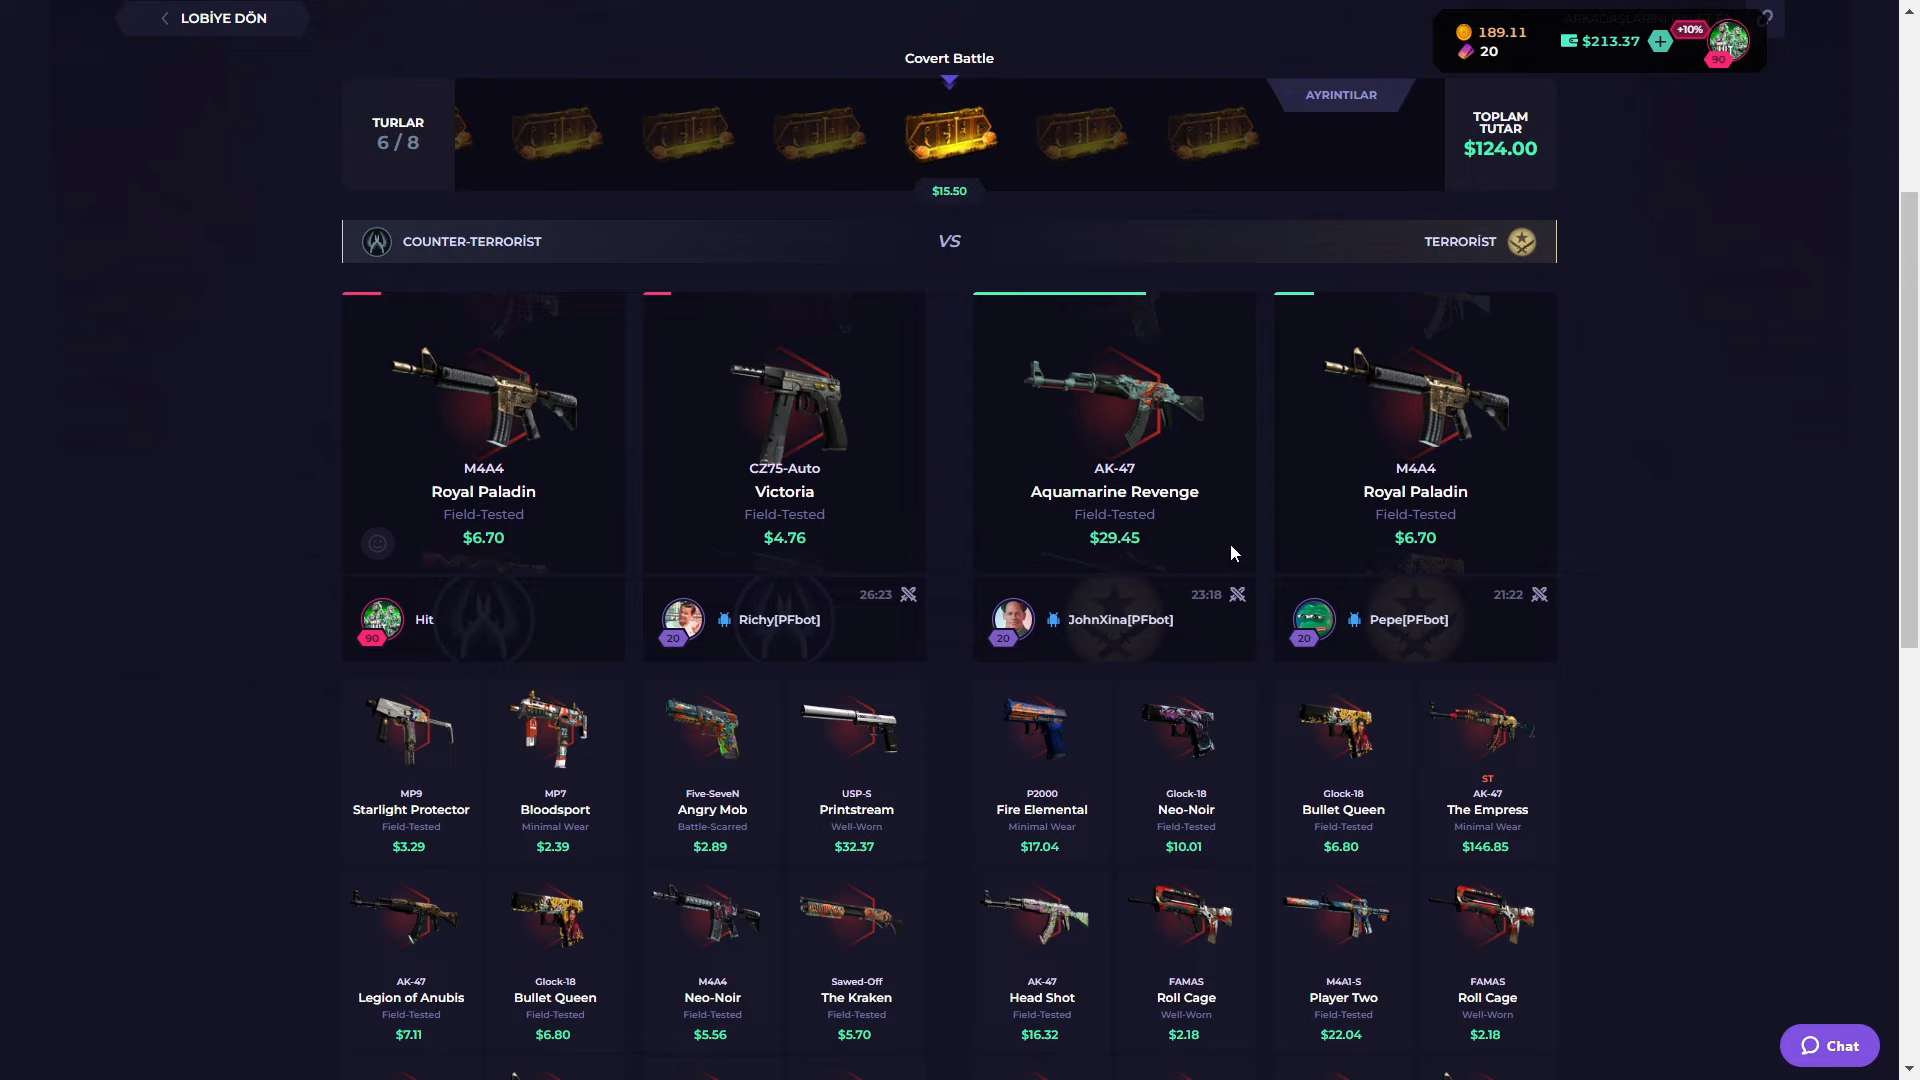 LOBİYE DÖN
189.11
20
$213.37
+10%
90
Covert Battle
TURLAR
6 / 8
AYRINTILAR
TOPLAM
TUTAR
$124.00
$15.50
COUNTER-TERRORİST
VS
TERRORİST
M4A4
Royal Paladin
Field-Tested
$6.70
CZ75-Auto
Victoria
Field-Tested
$4.76
AK-47
Aquamarine Revenge
Field-Tested
$29.45
M4A4
Royal Paladin
Field-Tested
$6.70
Hit
90
26:23
Richy[PFbot]
20
23:18
JohnXina[PFbot]
20
21:22
Pepe[PFbot]
20
MP9
Starlight Protector
Field-Tested
$3.29
MP7
Bloodsport
Minimal Wear
$2.39
Five-SeveN
Angry Mob
Battle-Scarred
$2.89
USP-S
Printstream
Well-Worn
$32.37
P2000
Fire Elemental
Minimal Wear
$17.04
Glock-18
Neo-Noir
Field-Tested
$10.01
Glock-18
Bullet Queen
Field-Tested
$6.80
ST
AK-47
The Empress
Minimal Wear
$146.85
AK-47
Legion of Anubis
Field-Tested
$7.11
Glock-18
Bullet Queen
Field-Tested
$6.80
M4A4
Neo-Noir
Field-Tested
$5.56
Sawed-Off
The Kraken
Field-Tested
$5.70
AK-47
Head Shot
Field-Tested
$16.32
FAMAS
Roll Cage
Well-Worn
$2.18
M4A1-S
Player Two
Field-Tested
$22.04
FAMAS
Roll Cage
Well-Worn
$2.18
Chat